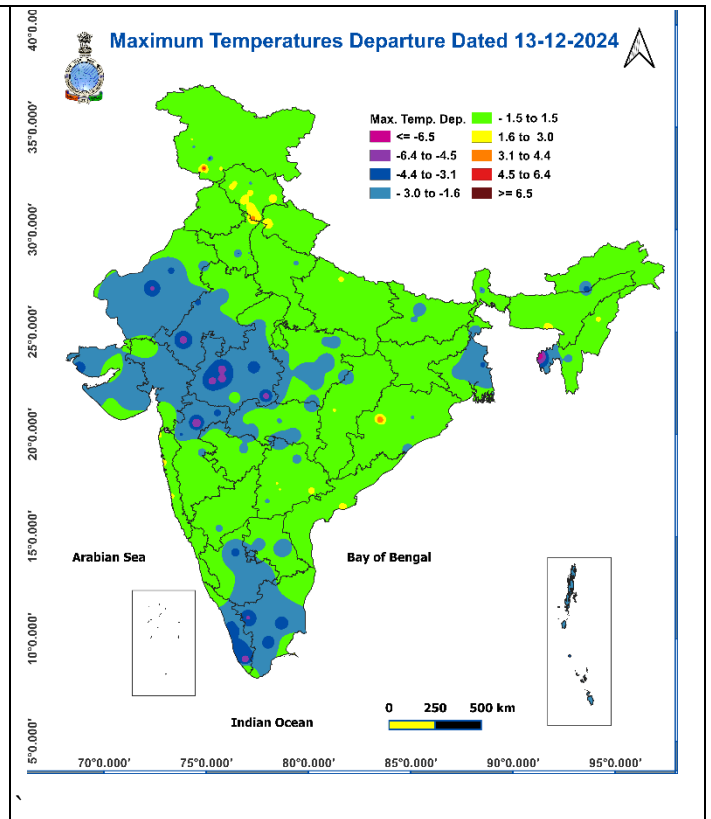 Maximum Temperatures Departure Dated 13-12-2024
Max. Temp. Dep.
<= -6.5
-6.4 to -4.5
-4.4 to -3.1
- 3.0 to -1.6
- 1.5 to 1.5
1.6 to 3.0
3.1 to 4.4
4.5 to 6.4
>= 6.5
40°0.000'
35°0.000'
30°0.000'
25°0.000'
20°0.000'
15°0.000'
10°0.000'
5°0.000'
Arabian Sea
Bay of Bengal
Indian Ocean
0 250 500 km
70°0.000' 75°0.000' 80°0.000' 85°0.000' 90°0.000' 95°0.000'
`